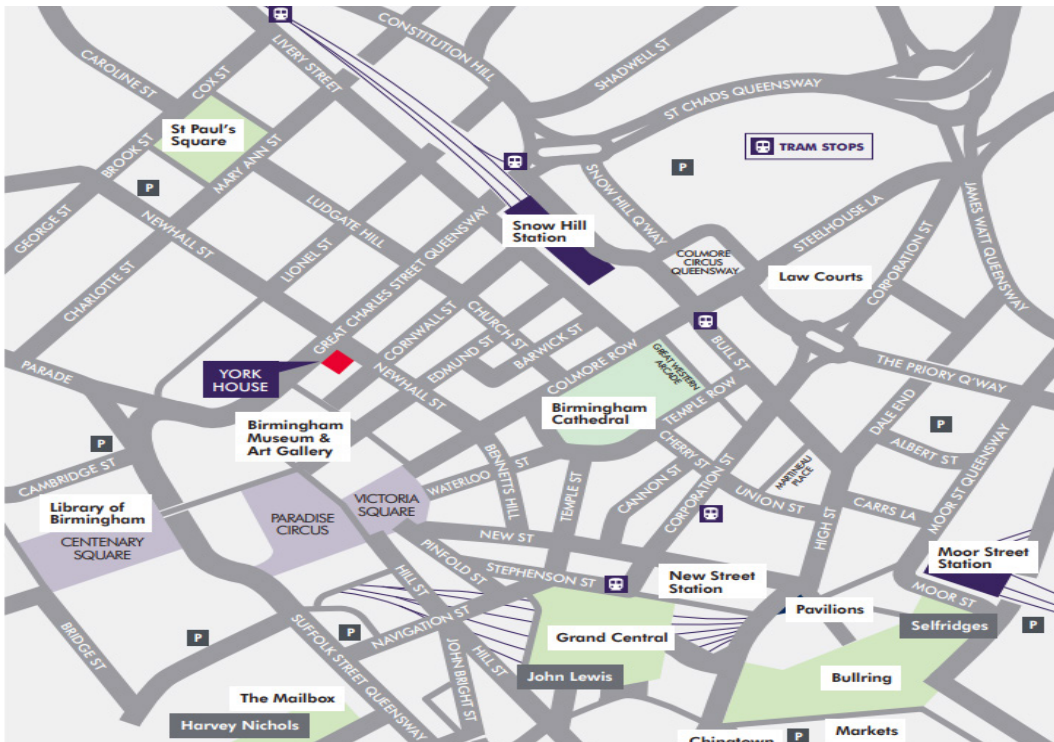 CAROLINE ST
COX ST
LIVERY STREET
CONSTITUTION HILL
SHADWELL ST
ST CHADS QUEENSWAY
St Paul's
Square
BROOK ST
MARY ANN ST
TRAM STOPS
P
P
GEORGE ST
NEWHALL ST
LUDGATE HILL
SNOW HILL Q'WAY
STEELHOUSE LA
JAMES WATT QUEENSWAY
Snow Hill
Station
COLMORE
CIRCUS
QUEENSWAY
Law Courts
CORPORATION ST
CHARLOTTE ST
LIONEL ST
GREAT CHARLES STREET QUEENSWAY
CORNWALL ST
CHURCH ST
EDMUND ST
BARWICK ST
NEWHALL ST
COLMORE ROW
GREAT WESTERN
ARCADE
BULL ST
THE PRIORY Q'WAY
PARADE
YORK
HOUSE
Birmingham
Museum &
Art Gallery
Birmingham
Cathedral
TEMPLE ROW
DALE END
P
ALBERT ST
P
CAMBRIDGE ST
BENNETTS HILL
WATERLOO ST
TEMPLE ST
CHERRY ST
CANNON ST
CORPORATION ST
UNION ST
MARTINEAU
PLACE
HIGH ST
CARRS LA
MOOR ST QUEENSWAY
Library of
Birmingham
CENTENARY
SQUARE
PARADISE
CIRCUS
VICTORIA
SQUARE
NEW ST
PINFOLD ST
STEPHENSON ST
New Street
Station
Moor Street
Station
MOOR ST
Pavilions
Selfridges
P
BRIDGE ST
P
P
SUFFOLK STREET QUEENSWAY
HILL ST
NAVIGATION ST
JOHN BRIGHT ST
HILL ST
Grand Central
John Lewis
Bullring
The Mailbox
Harvey Nichols
Markets
P
Chinatown